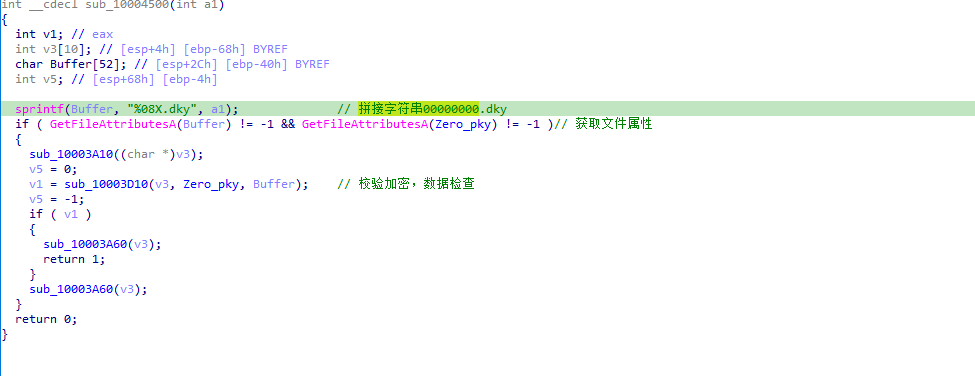 int __cdecl sub_10004500(int a1)
{
  int v1; // eax
  int v3[10]; // [esp+4h] [ebp-68h] BYREF
  char Buffer[52]; // [esp+2Ch] [ebp-40h] BYREF
  int v5; // [esp+68h] [ebp-4h]

  sprintf(Buffer, "%08X.dky", a1);             // 拼接字符串00000000.dky
  if ( GetFileAttributesA(Buffer) != -1 && GetFileAttributesA(Zero_pky) != -1 )// 获取文件属性
  {
    sub_10003A10((char *)v3);
    v5 = 0;
    v1 = sub_10003D10(v3, Zero_pky, Buffer);    // 校验加密，数据检查
    v5 = -1;
    if ( v1 )
    {
      sub_10003A60(v3);
      return 1;
    }
    sub_10003A60(v3);
  }
  return 0;
}